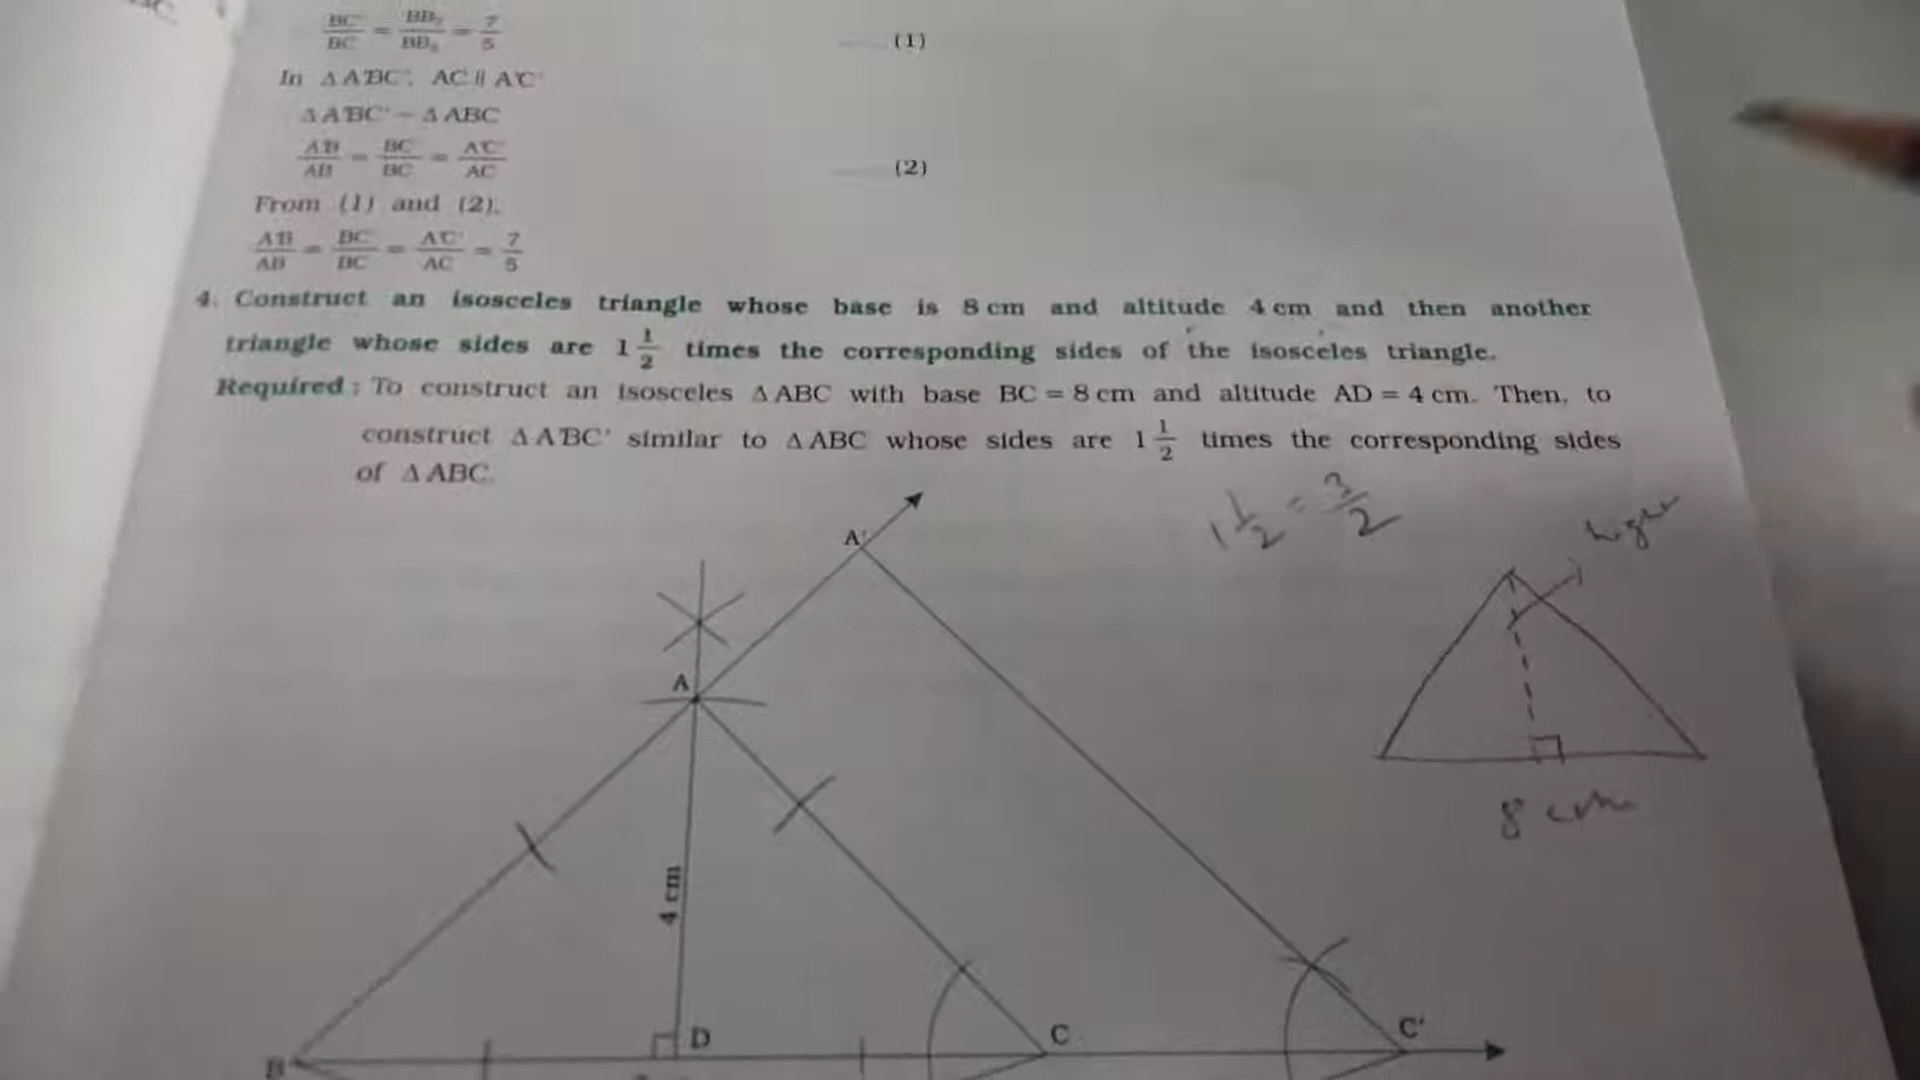 BC'/BC = BB₇/BB₅ = 7/5 (1)
In Δ A'BC', AC || A'C'
Δ A'BC' ~ Δ ABC
A'B/AB = BC'/BC = A'C'/AC (2)
From (1) and (2),
A'B/AB = BC'/BC = A'C'/AC = 7/5
4. Construct an isosceles triangle whose base is 8 cm and altitude 4 cm and then another
triangle whose sides are 1 1/2 times the corresponding sides of the isosceles triangle.
Required : To construct an isosceles Δ ABC with base BC = 8 cm and altitude AD = 4 cm. Then, to
construct Δ A'BC' similar to Δ ABC whose sides are 1 1/2 times the corresponding sides
of Δ ABC.
1 1/2 = 3/2
A'
A
4 cm
8 cm
B
D
C
C'